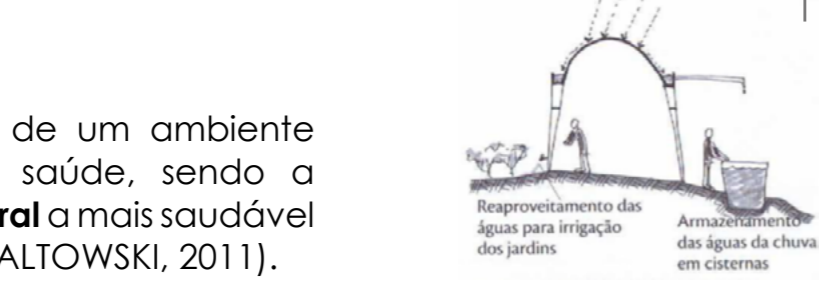 de um ambiente
saúde, sendo a
ral a mais saudável
ALTOWSKI, 2011).
Reaproveitamento das
águas para irrigação
dos jardins
Armazenamento
das águas da chuva
em cisternas